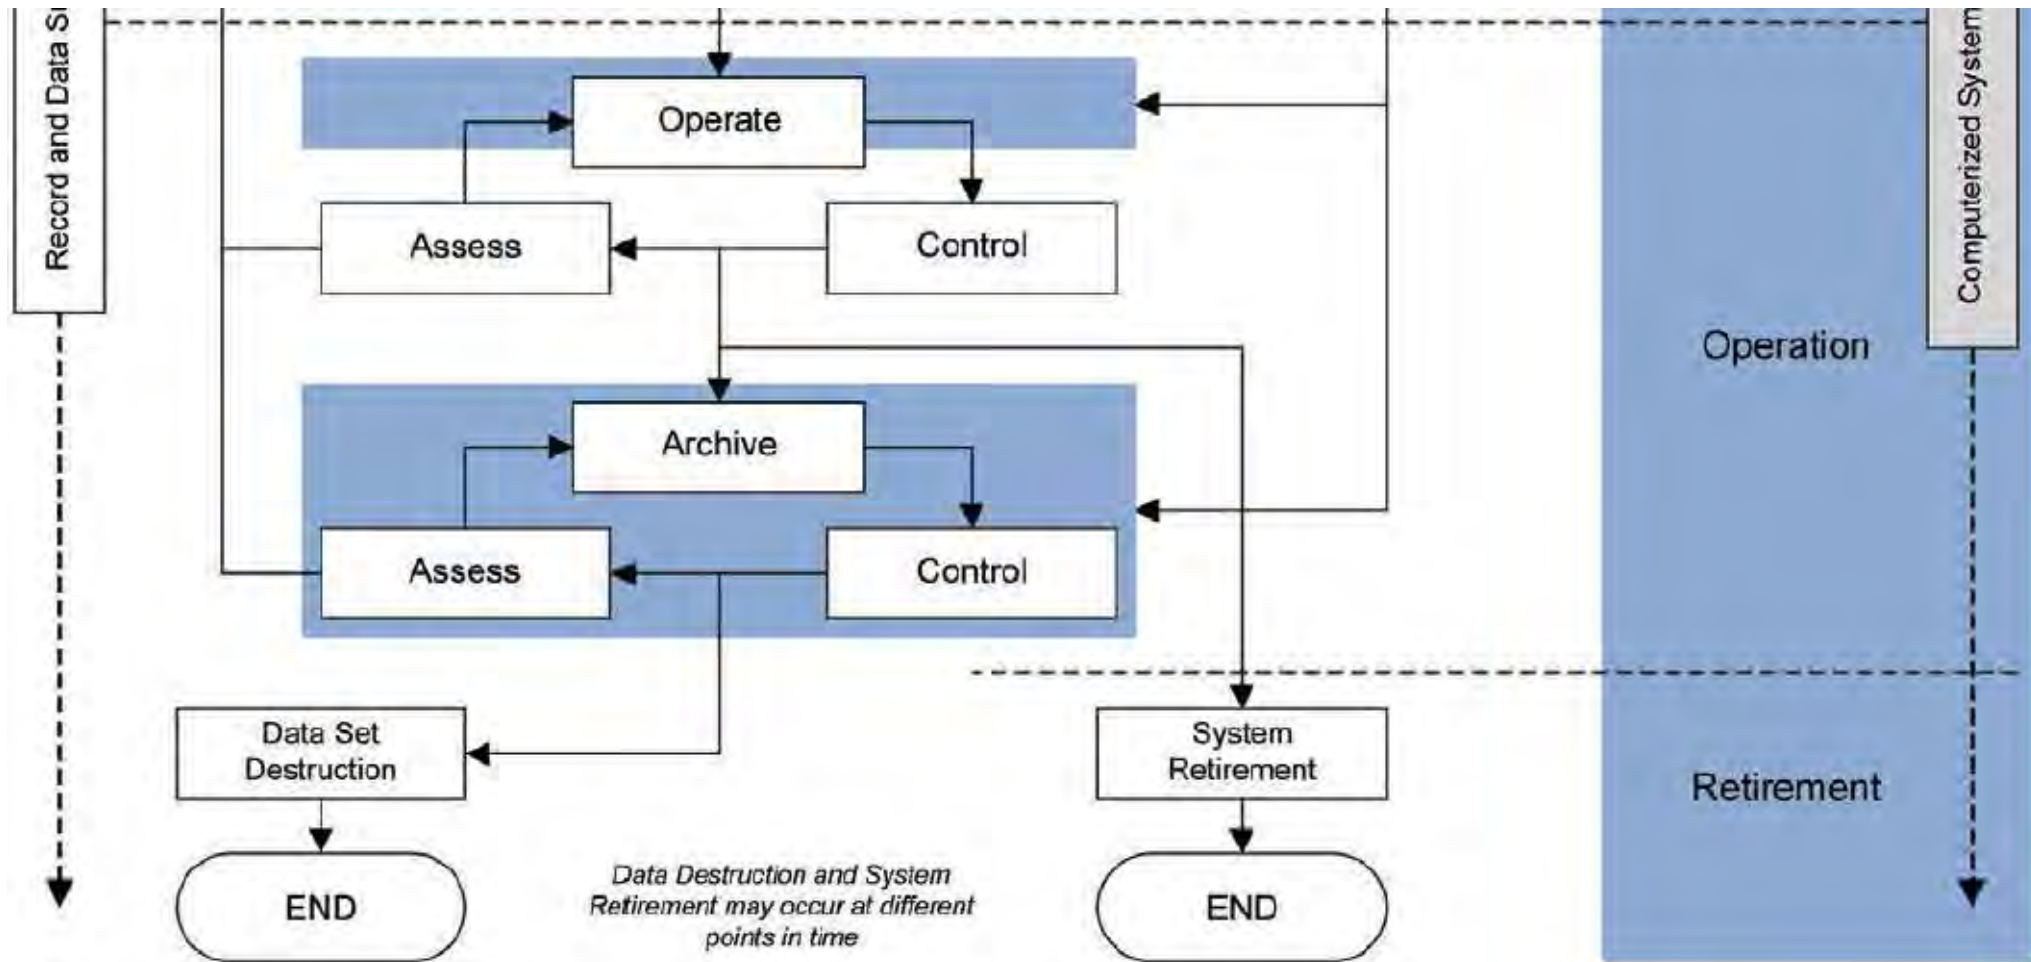 Record and Data
Computerized System
Operate
Assess
Control
Operation
Archive
Assess
Control
Data Set
Destruction
System
Retirement
Retirement
END
Data Destruction and System
Retirement may occur at different
points in time
END